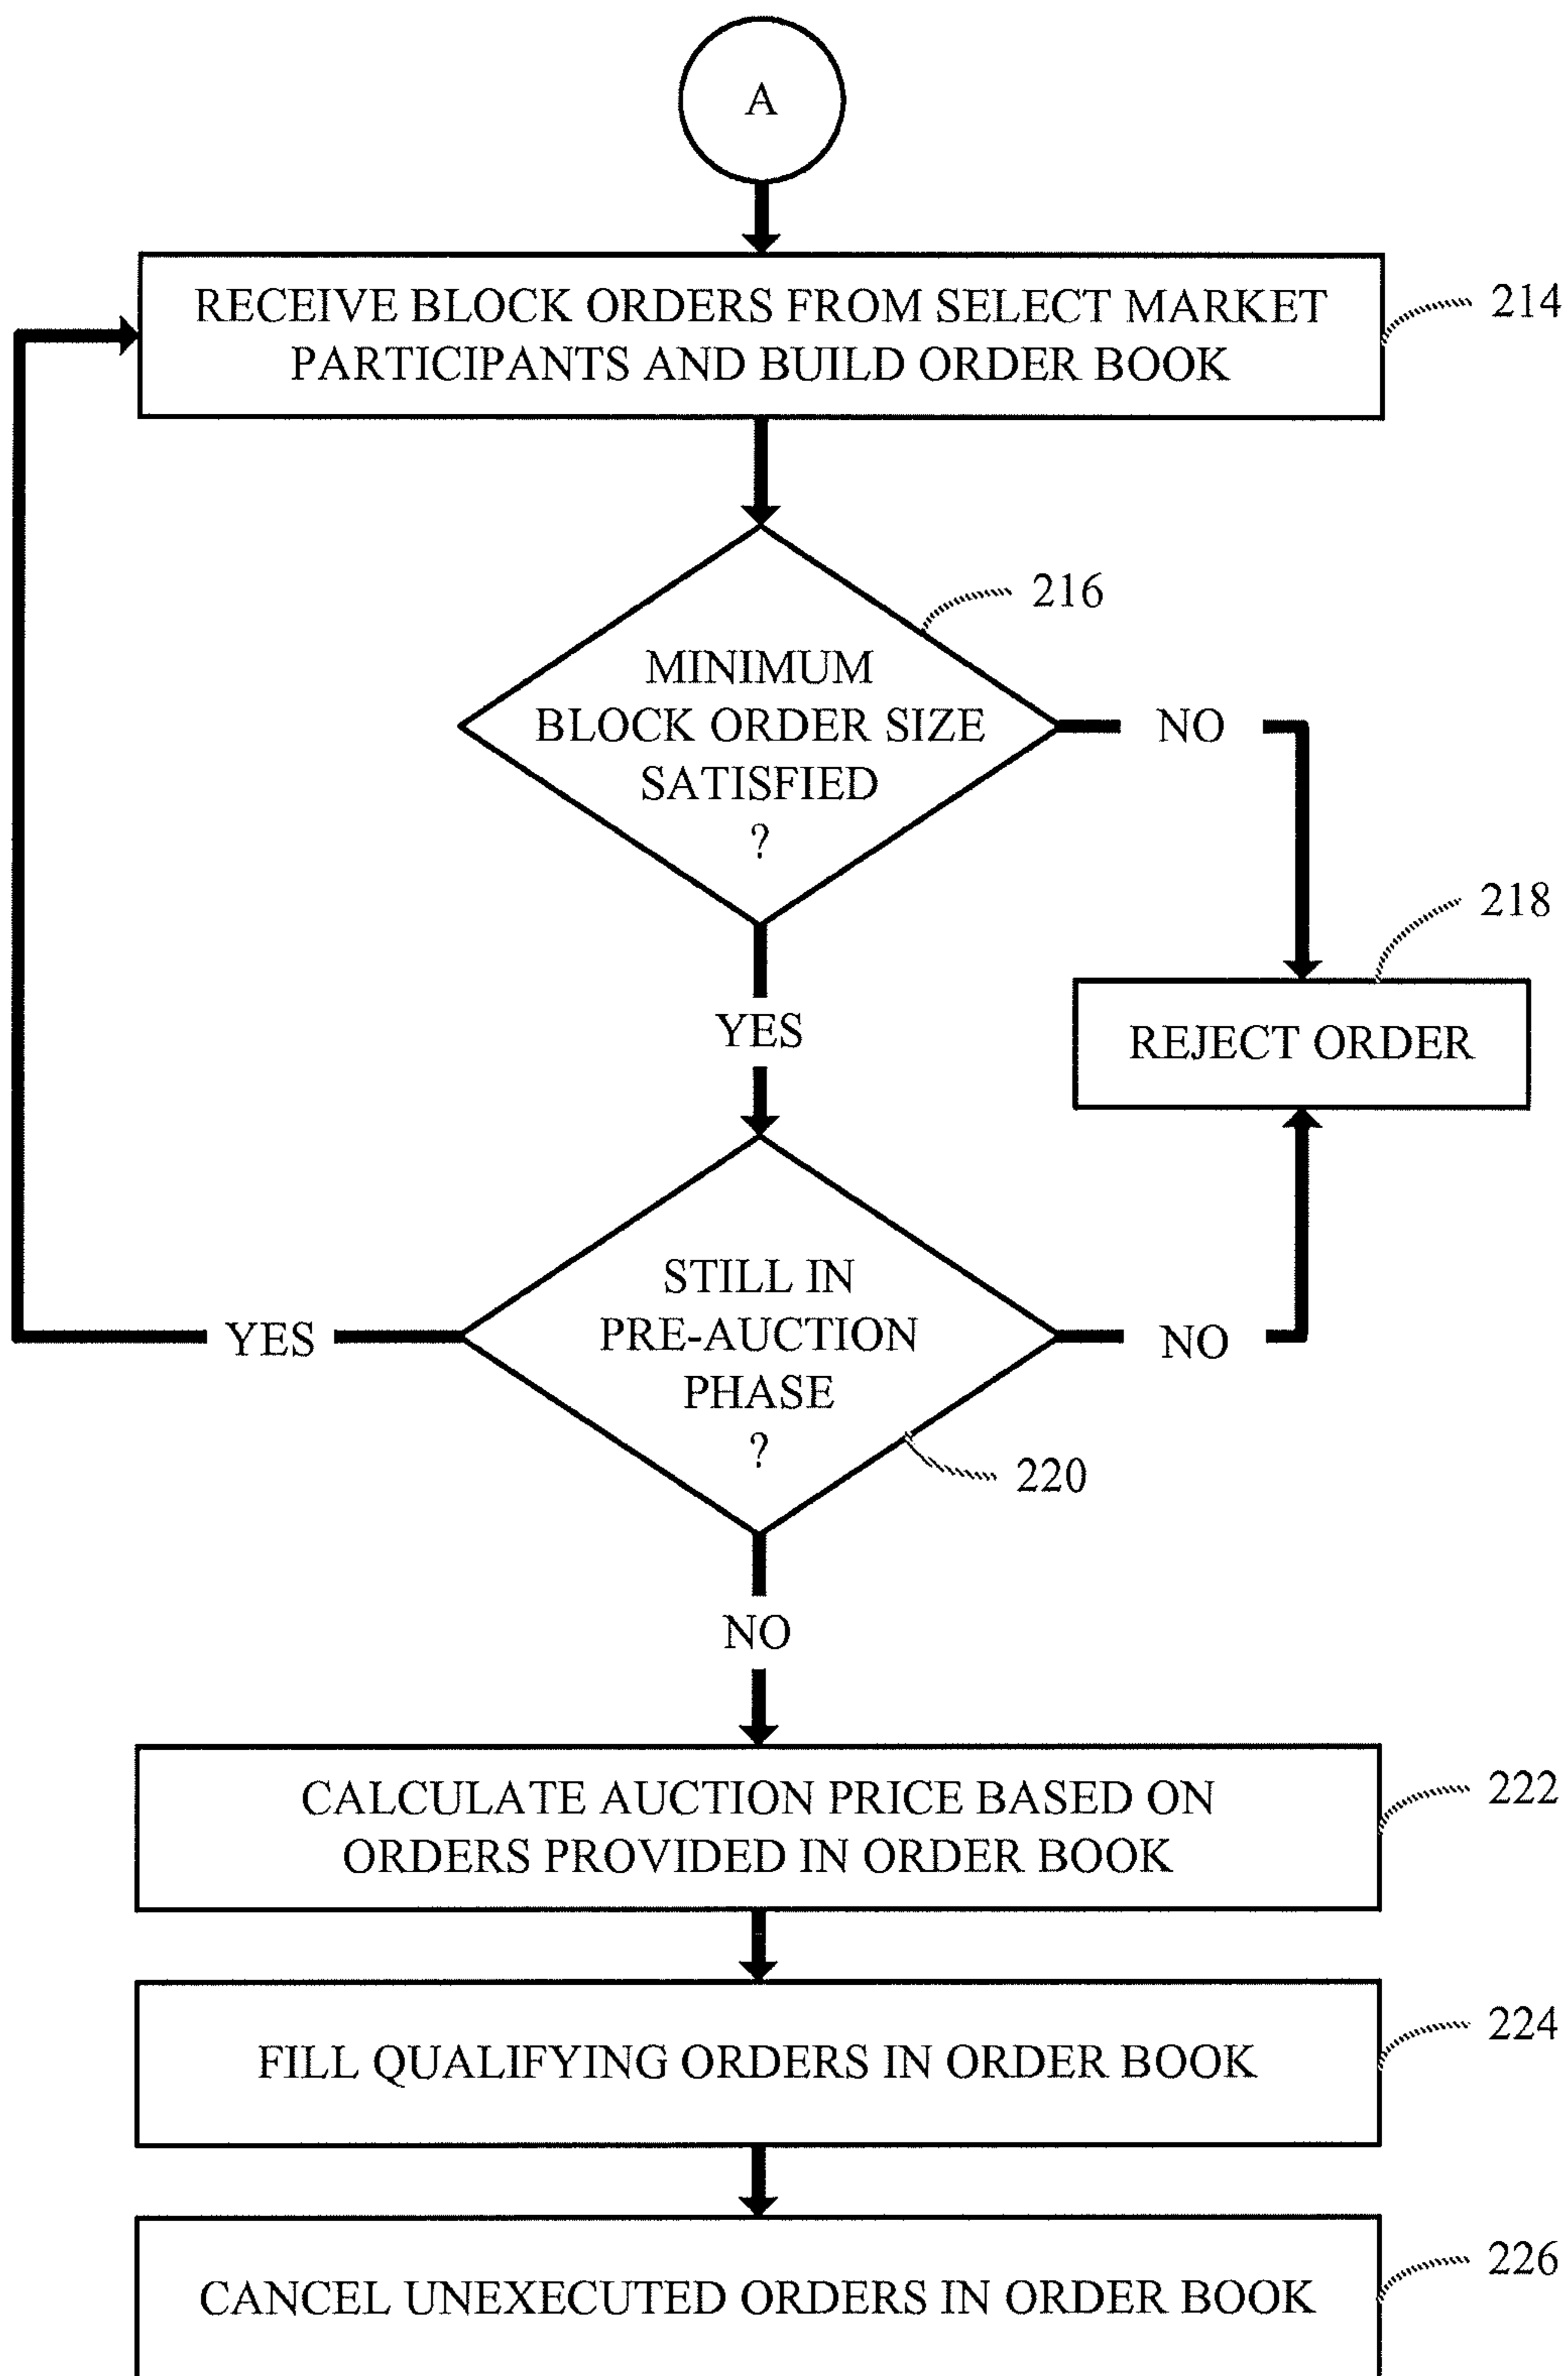 A
RECEIVE BLOCK ORDERS FROM SELECT MARKET
PARTICIPANTS AND BUILD ORDER BOOK
214
216
MINIMUM
BLOCK ORDER SIZE
SATISFIED
?
NO
218
YES
REJECT ORDER
STILL IN
PRE-AUCTION
PHASE
?
YES
NO
220
NO
CALCULATE AUCTION PRICE BASED ON
ORDERS PROVIDED IN ORDER BOOK
222
FILL QUALIFYING ORDERS IN ORDER BOOK
224
CANCEL UNEXECUTED ORDERS IN ORDER BOOK
226